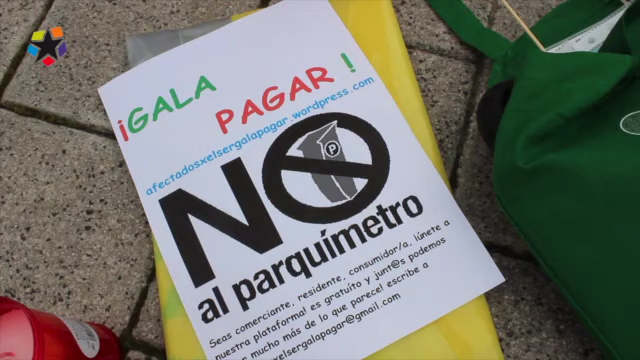 ¡GALA PAGAR!
afectadosxelsergalapagar.wordpress.com
NO
P
al parquímetro
Seas comerciante, residente, consumidor/a, lúnete a
nuestra plataforma! es gratuito y junt@s podemos
mucho más de lo que parece! escribe a
xelsergalapagar@gmail.com